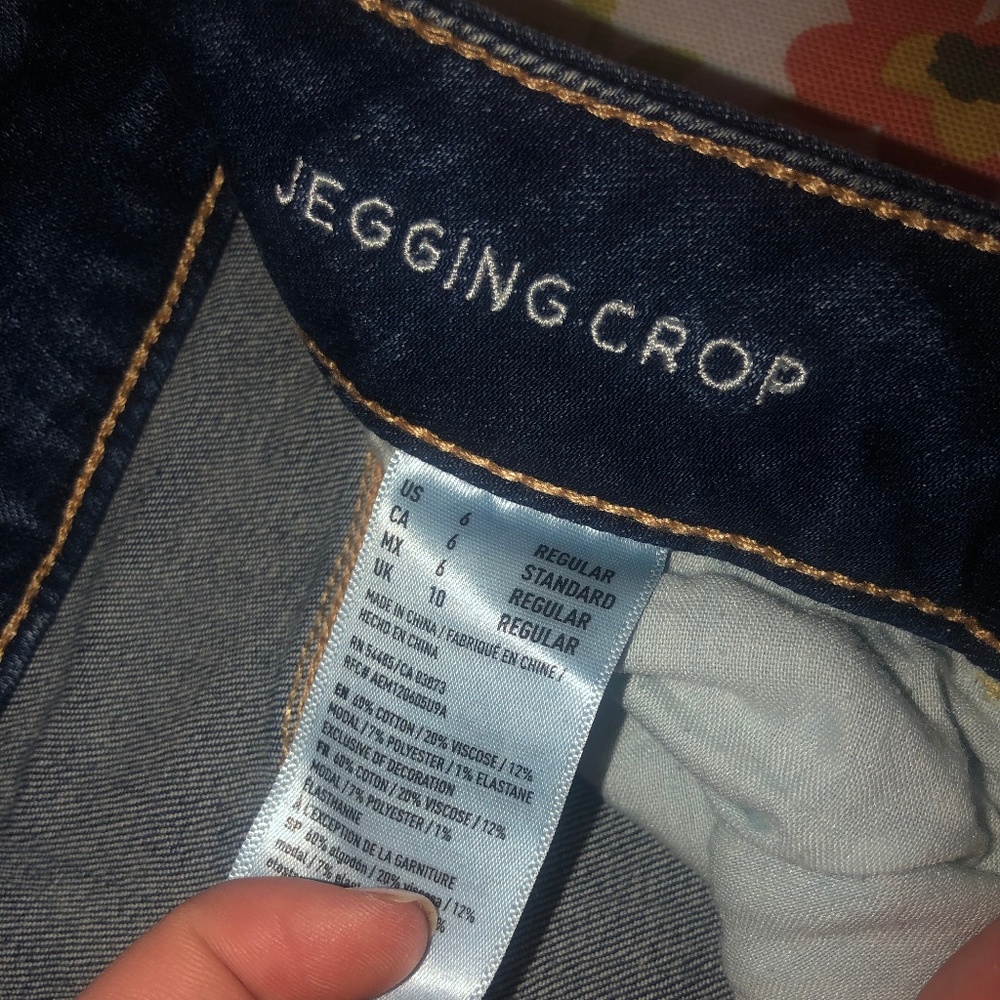 JEGGING CROP
US 6 REGULAR
CA 6 STANDARD
MX 6 REGULAR
UK 10 REGULAR
MADE IN CHINA / FABRIQUÉ EN CHINE /
HECHO EN CHINA
RN 54485/CA 03873
RFC# AEM120605U9A
EN 60% COTTON / 20% VISCOSE / 12%
MODAL / 7% POLYESTER / 1% ELASTANE
EXCLUSIVE OF DECORATION
FR 60% COTON / 20% VISCOSE / 12%
MODAL / 7% POLYESTER / 1%
ÉLASTHANNE
À L'EXCEPTION DE LA GARNITURE
SP 60% algodón / 20% viscosa / 12%
modal / 7%
%